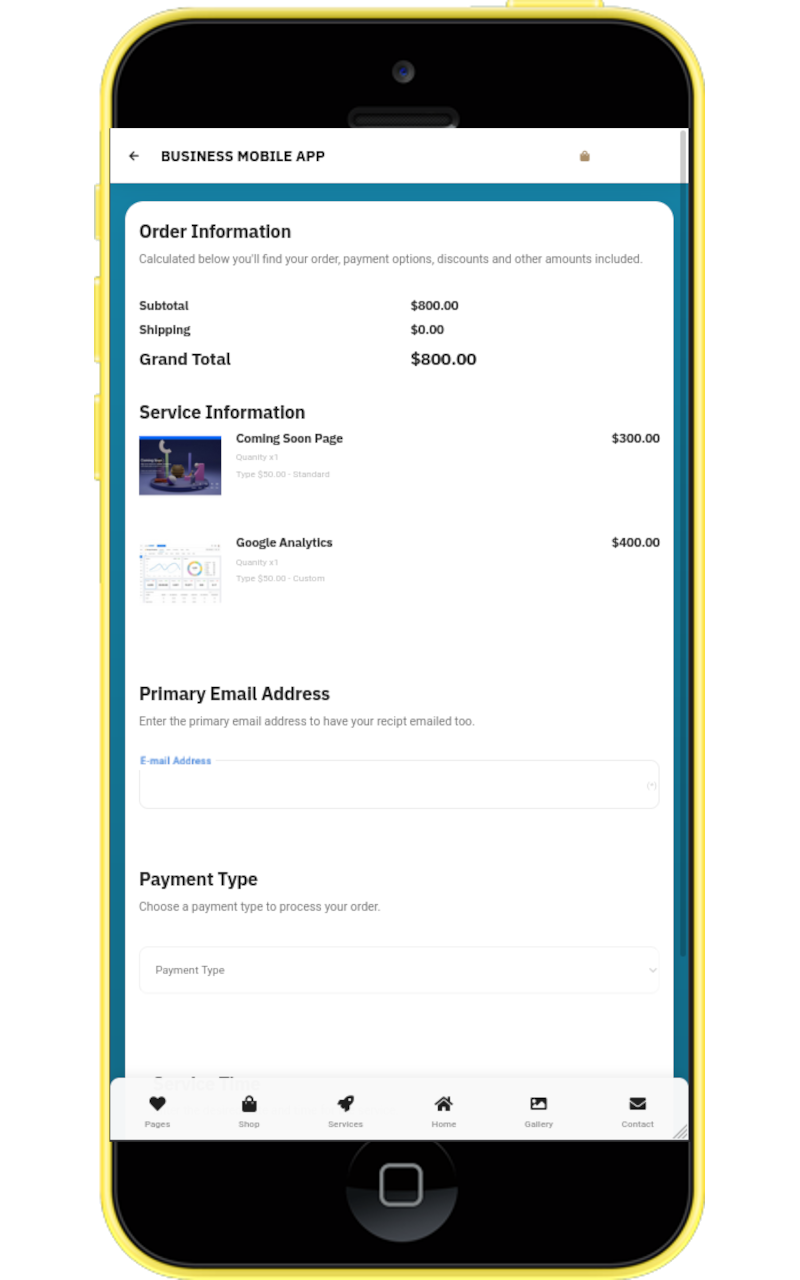 BUSINESS MOBILE APP
Order Information
Calculated below you'll find your order, payment options, discounts and other amounts included.
Subtotal $800.00
Shipping $0.00
Grand Total $800.00
Service Information
Coming Soon Page $300.00
Quanity x1
Type $50.00 - Standard
Google Analytics $400.00
Quanity x1
Type $50.00 - Custom
Primary Email Address
Enter the primary email address to have your recipt emailed too.
E-mail Address
(*)
Payment Type
Choose a payment type to process your order.
Payment Type
Service Time
Pages Shop Services Home Gallery Contact